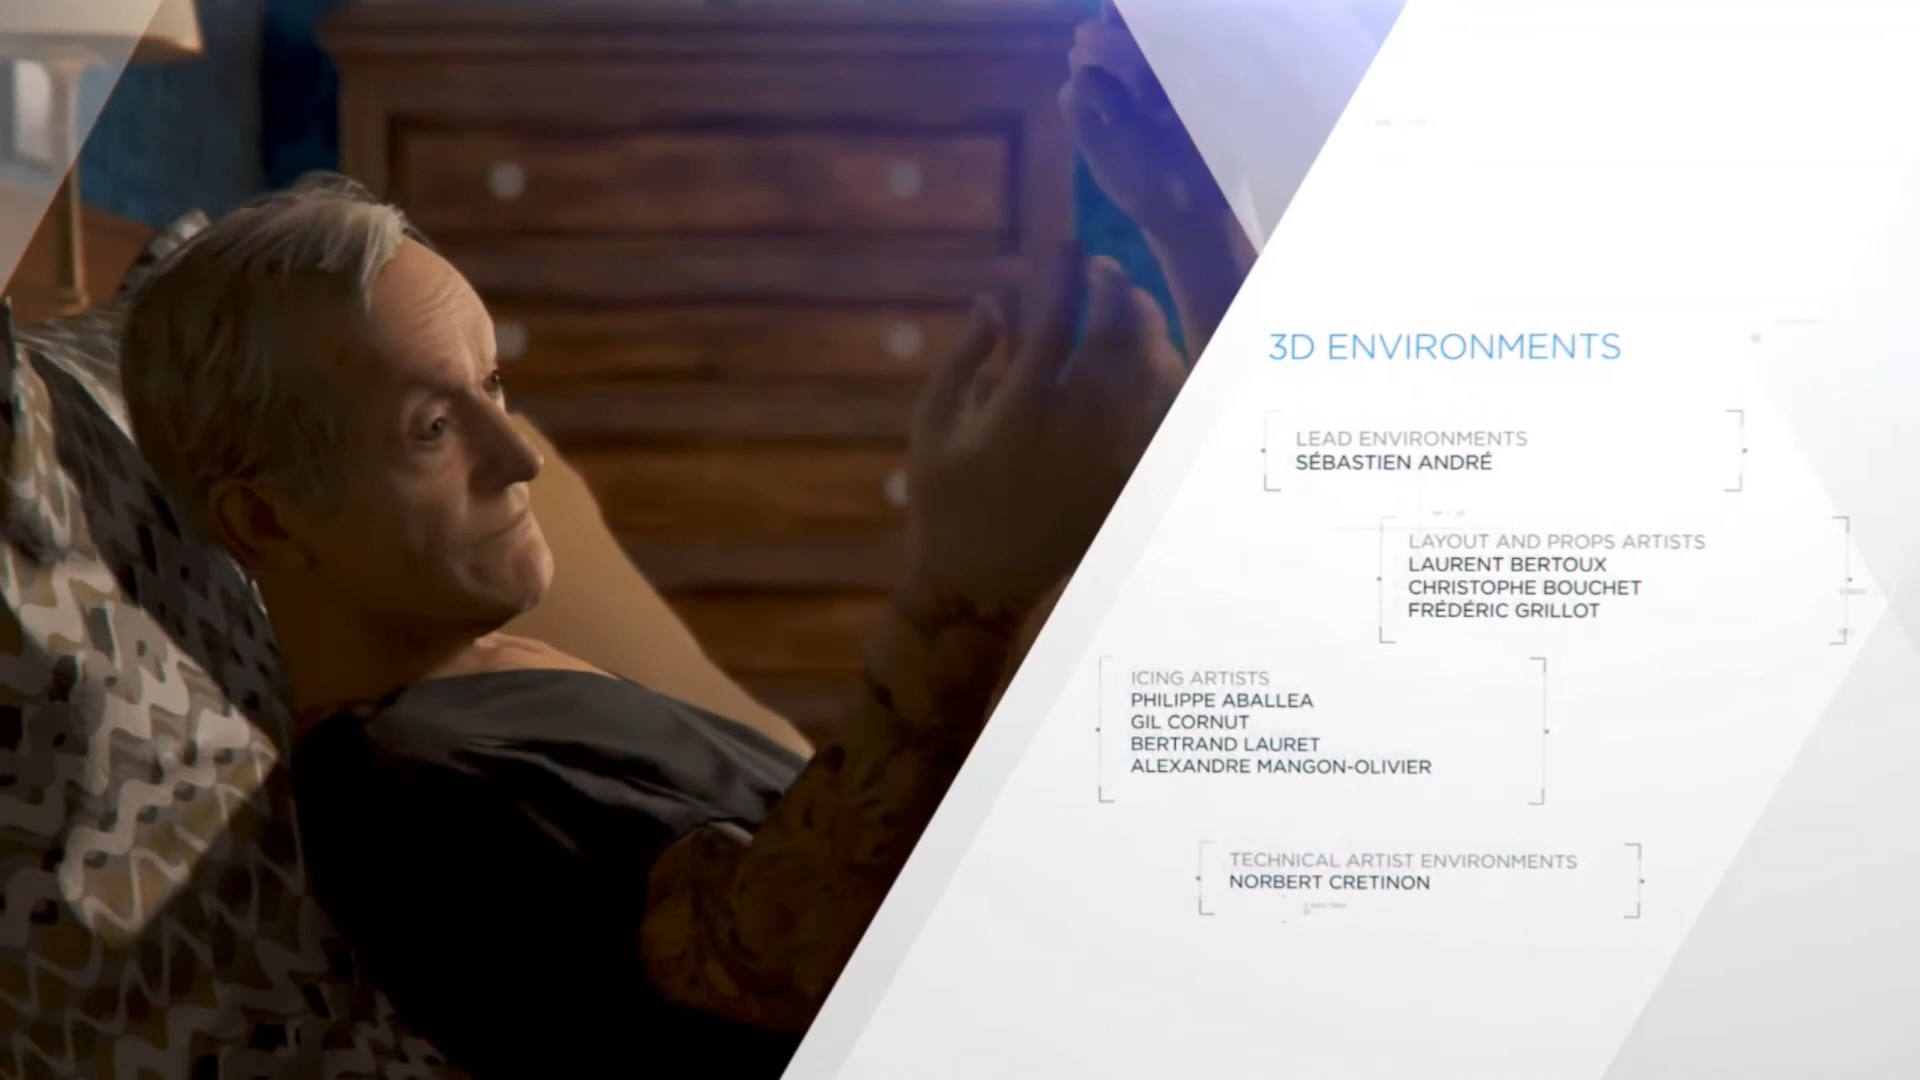 3D ENVIRONMENTS
LEAD ENVIRONMENTS
SÉBASTIEN ANDRÉ
LAYOUT AND PROPS ARTISTS
LAURENT BERTOUX
CHRISTOPHE BOUCHET
FRÉDÉRIC GRILLOT
ICING ARTISTS
PHILIPPE ABALLEA
GIL CORNUT
BERTRAND LAURET
ALEXANDRE MANGON-OLIVIER
TECHNICAL ARTIST ENVIRONMENTS
NORBERT CRETINON